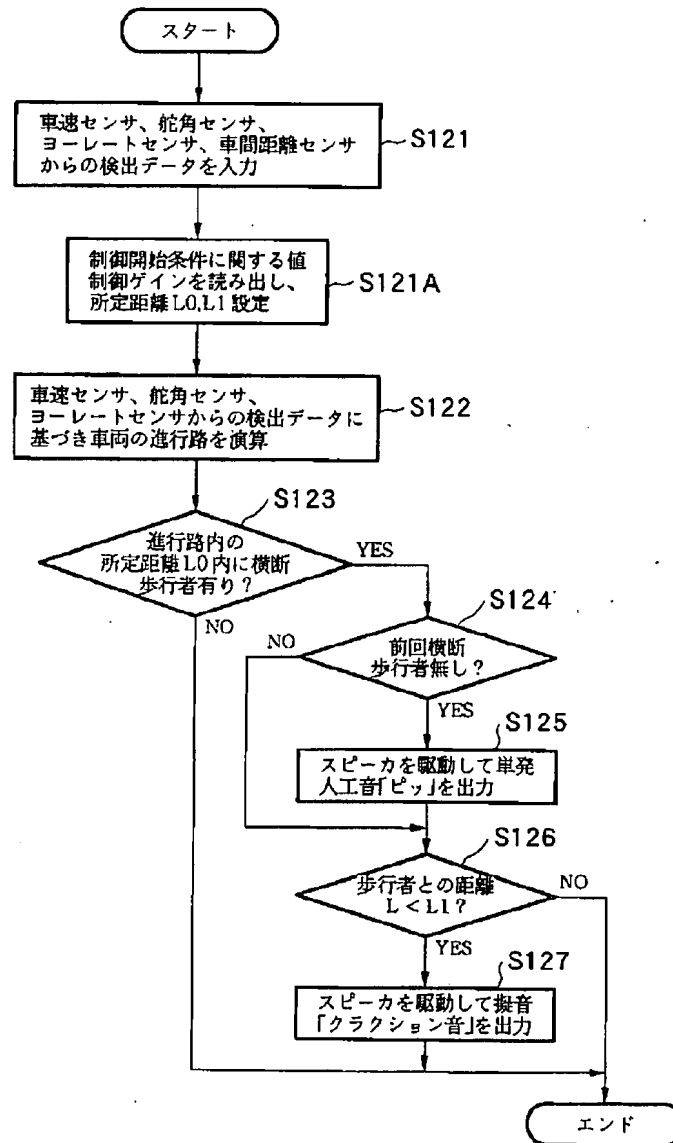 スタート
車速センサ、舵角センサ、
ヨーレートセンサ、車間距離センサ
からの検出データを入力
S121
制御開始条件に関する値
制御ゲインを読み出し、
所定距離 L0,L1 設定
S121A
車速センサ、舵角センサ、
ヨーレートセンサからの検出データに
基づき車両の進行路を演算
S122
S123
進行路内の
所定距離 L0 内に横断
歩行者有り?
YES
NO
S124
前回横断
歩行者無し?
NO
YES
S125
スピーカを駆動して単発
人工音「ピッ」を出力
S126
歩行者との距離
L<L1?
NO
YES
S127
スピーカを駆動して擬音
「クラクション音」を出力
エンド